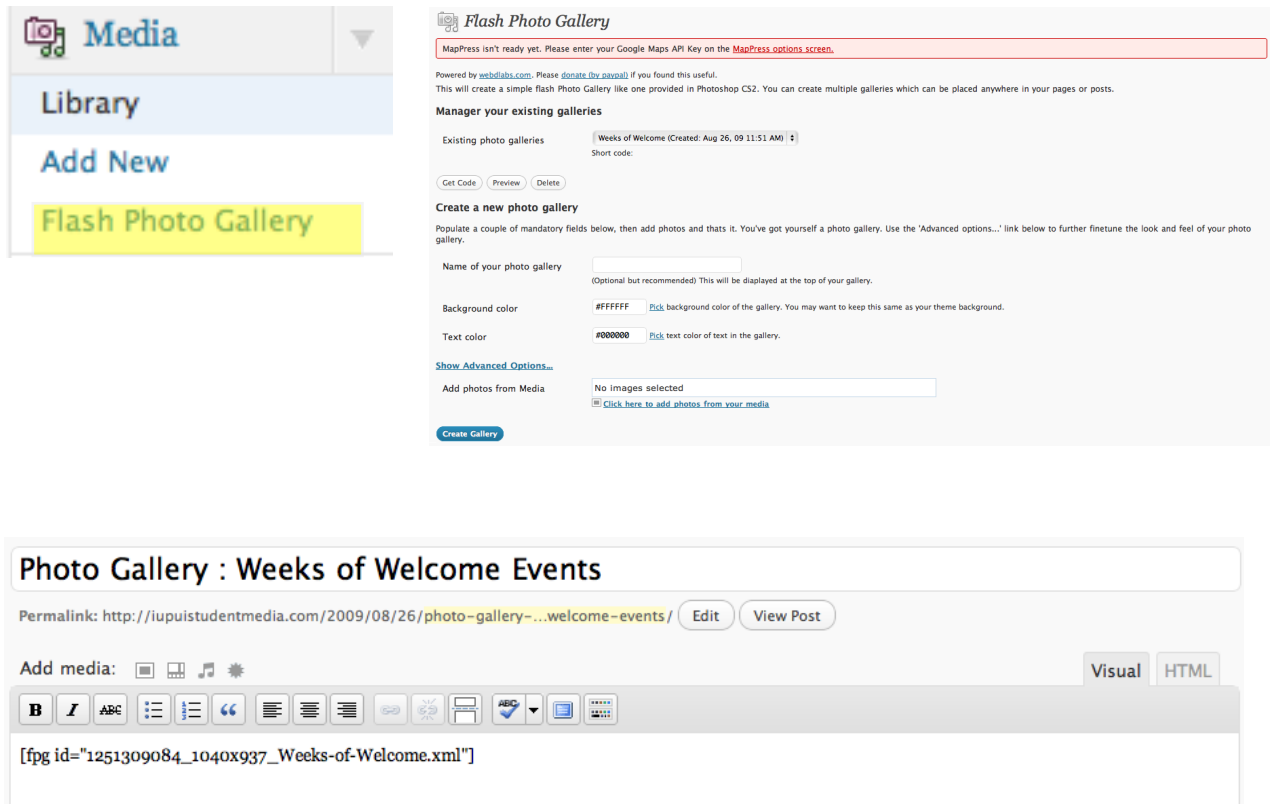 Media
Library
Add New
Flash Photo Gallery
Flash Photo Gallery
MapPress isn't ready yet. Please enter your Google Maps API Key on the MapPress options screen.
Powered by webdlabs.com. Please donate (by paypal) if you found this useful.
This will create a simple flash Photo Gallery like one provided in Photoshop CS2. You can create multiple galleries which can be placed anywhere in your pages or posts.
Manager your existing galleries
Existing photo galleries
Weeks of Welcome (Created: Aug 26, 09 11:51 AM)
Short code:
Get Code Preview Delete
Create a new photo gallery
Populate a couple of mandatory fields below, then add photos and thats it. You've got yourself a photo gallery. Use the 'Advanced options...' link below to further finetune the look and feel of your photo
gallery.
Name of your photo gallery
(Optional but recommended) This will be diaplayed at the top of your gallery.
Background color #FFFFFF Pick background color of the gallery. You may want to keep this same as your theme background.
Text color #000000 Pick text color of text in the gallery.
Show Advanced Options...
Add photos from Media No images selected
Click here to add photos from your media
Create Gallery
Photo Gallery : Weeks of Welcome Events
Permalink: http://iupuistudentmedia.com/2009/08/26/photo-gallery-...welcome-events/ Edit View Post
Add media: Visual HTML
B I ABC ABC
[fpg id="1251309084_1040x937_Weeks-of-Welcome.xml"]